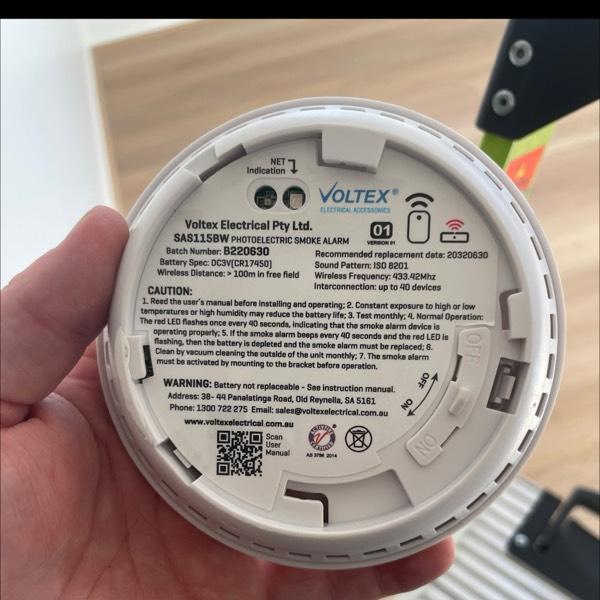 NET
Indication
VOLTEX®
ELECTRICAL ACCESSORIES
Voltex Electrical Pty Ltd.
SAS115BW PHOTOELECTRIC SMOKE ALARM
01
VERSION 01
Batch Number: B220630
Recommended replacement date: 20320630
Battery Spec: DC3V(CR17450)
Sound Pattern: ISO 8201
Wireless Distance: > 100m in free field
Wireless Frequency: 433.42Mhz
Interconnection: up to 40 devices
CAUTION:
1. Read the user's manual before installing and operating; 2. Constant exposure to high or low
temperatures or high humidity may reduce the battery life; 3. Test monthly; 4. Normal Operation:
The red LED flashes once every 40 seconds, indicating that the smoke alarm device is
operating properly; 5. If the smoke alarm beeps every 40 seconds and the red LED is
flashing, then the battery is depleted and the smoke alarm must be replaced; 6.
Clean by vacuum cleaning the outside of the unit monthly; 7. The smoke alarm
must be activated by mounting to the bracket before operation.
OFF
WARNING: Battery not replaceable - See instruction manual.
Address: 38- 44 Panalatinga Road, Old Reynella, SA 5161
Phone: 1300 722 275 Email: sales@voltexelectrical.com.au
www.voltexelectrical.com.au
OFF
ON
ON
Scan
User
Manual
AS 3786 2014